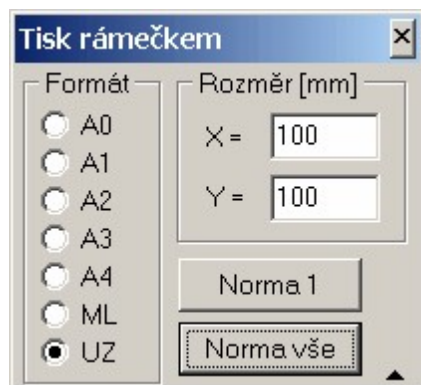 Tisk rámečkem
Formát
A0
A1
A2
A3
A4
ML
UZ
Rozměr [mm]
X = 100
Y = 100
Norma 1
Norma vše